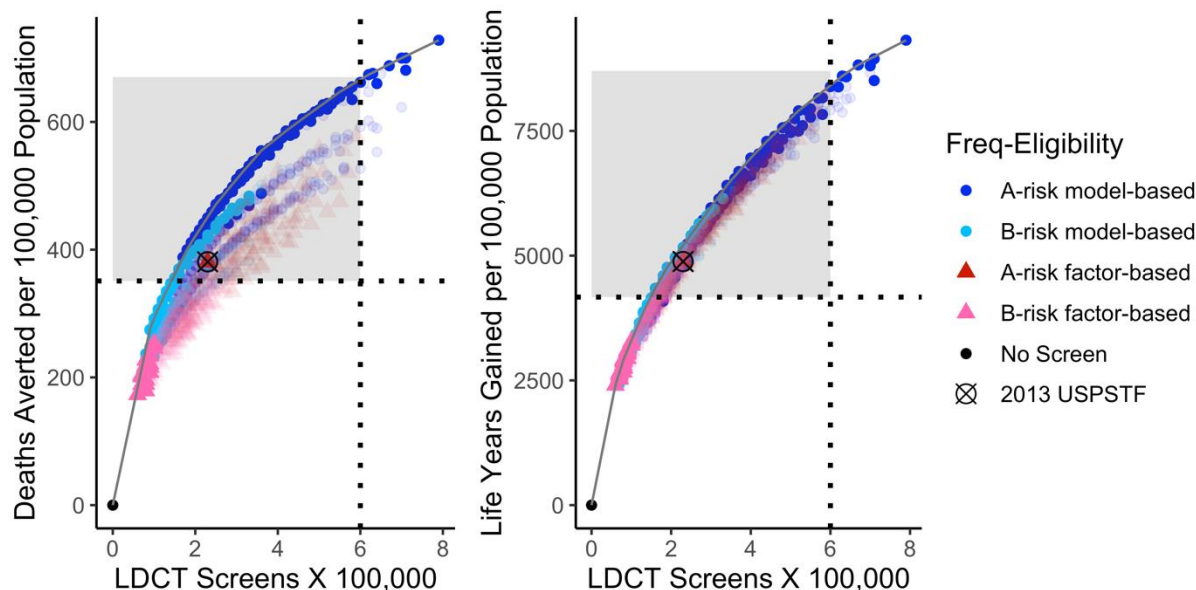 Deaths Averted per 100,000 Population
600
400
200
0
0 2 4 6 8
LDCT Screens X 100,000
Life Years Gained per 100,000 Population
7500
5000
2500
0
0 2 4 6 8
LDCT Screens X 100,000
Freq-Eligibility
A-risk model-based
B-risk model-based
A-risk factor-based
B-risk factor-based
No Screen
2013 USPSTF